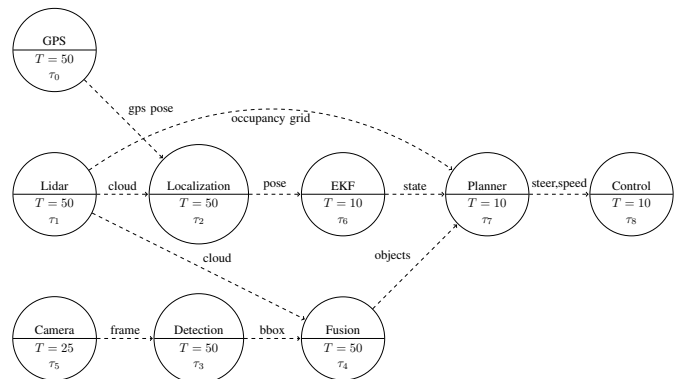 GPS
T = 50
τ0
gps pose
occupancy grid
Lidar
T = 50
τ1
cloud
Localization
T = 50
τ2
pose
EKF
T = 10
τ6
state
Planner
T = 10
τ7
steer,speed
Control
T = 10
τ8
cloud
objects
Camera
T = 25
τ5
frame
Detection
T = 50
τ3
bbox
Fusion
T = 50
τ4